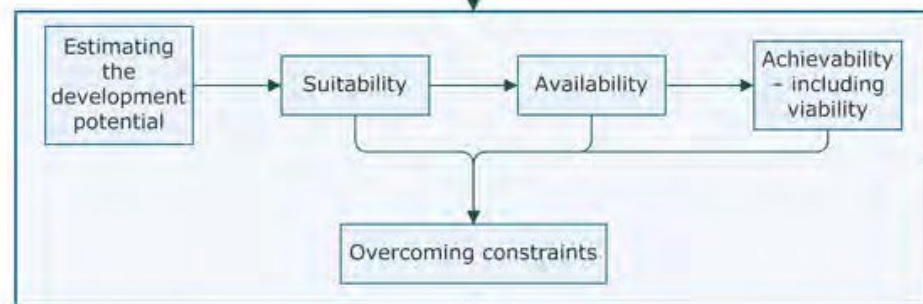 Estimating
the
development
potential
Suitability
Availability
Achievability
– including
viability
Overcoming constraints